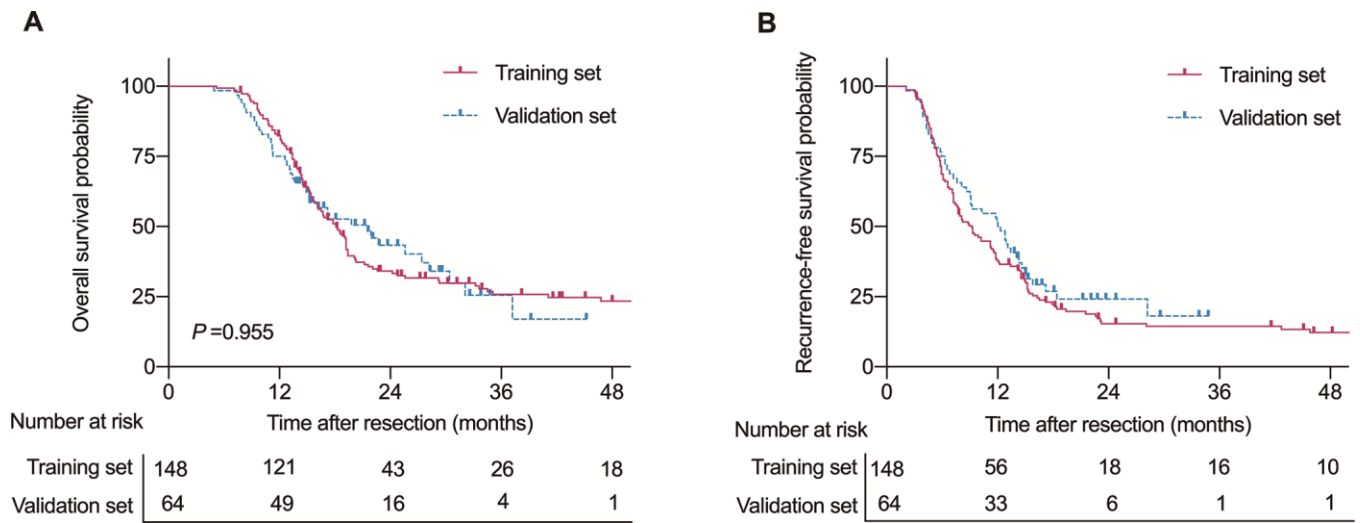 A
Overall survival probability
100
75
50
25
0
Training set
Validation set
P=0.955
0 12 24 36 48
Time after resection (months)
Number at risk
Training set 148 121 43 26 18
Validation set 64 49 16 4 1
B
Recurrence-free survival probability
100
75
50
25
0
Training set
Validation set
0 12 24 36 48
Time after resection (months)
Number at risk
Training set 148 56 18 16 10
Validation set 64 33 6 1 1